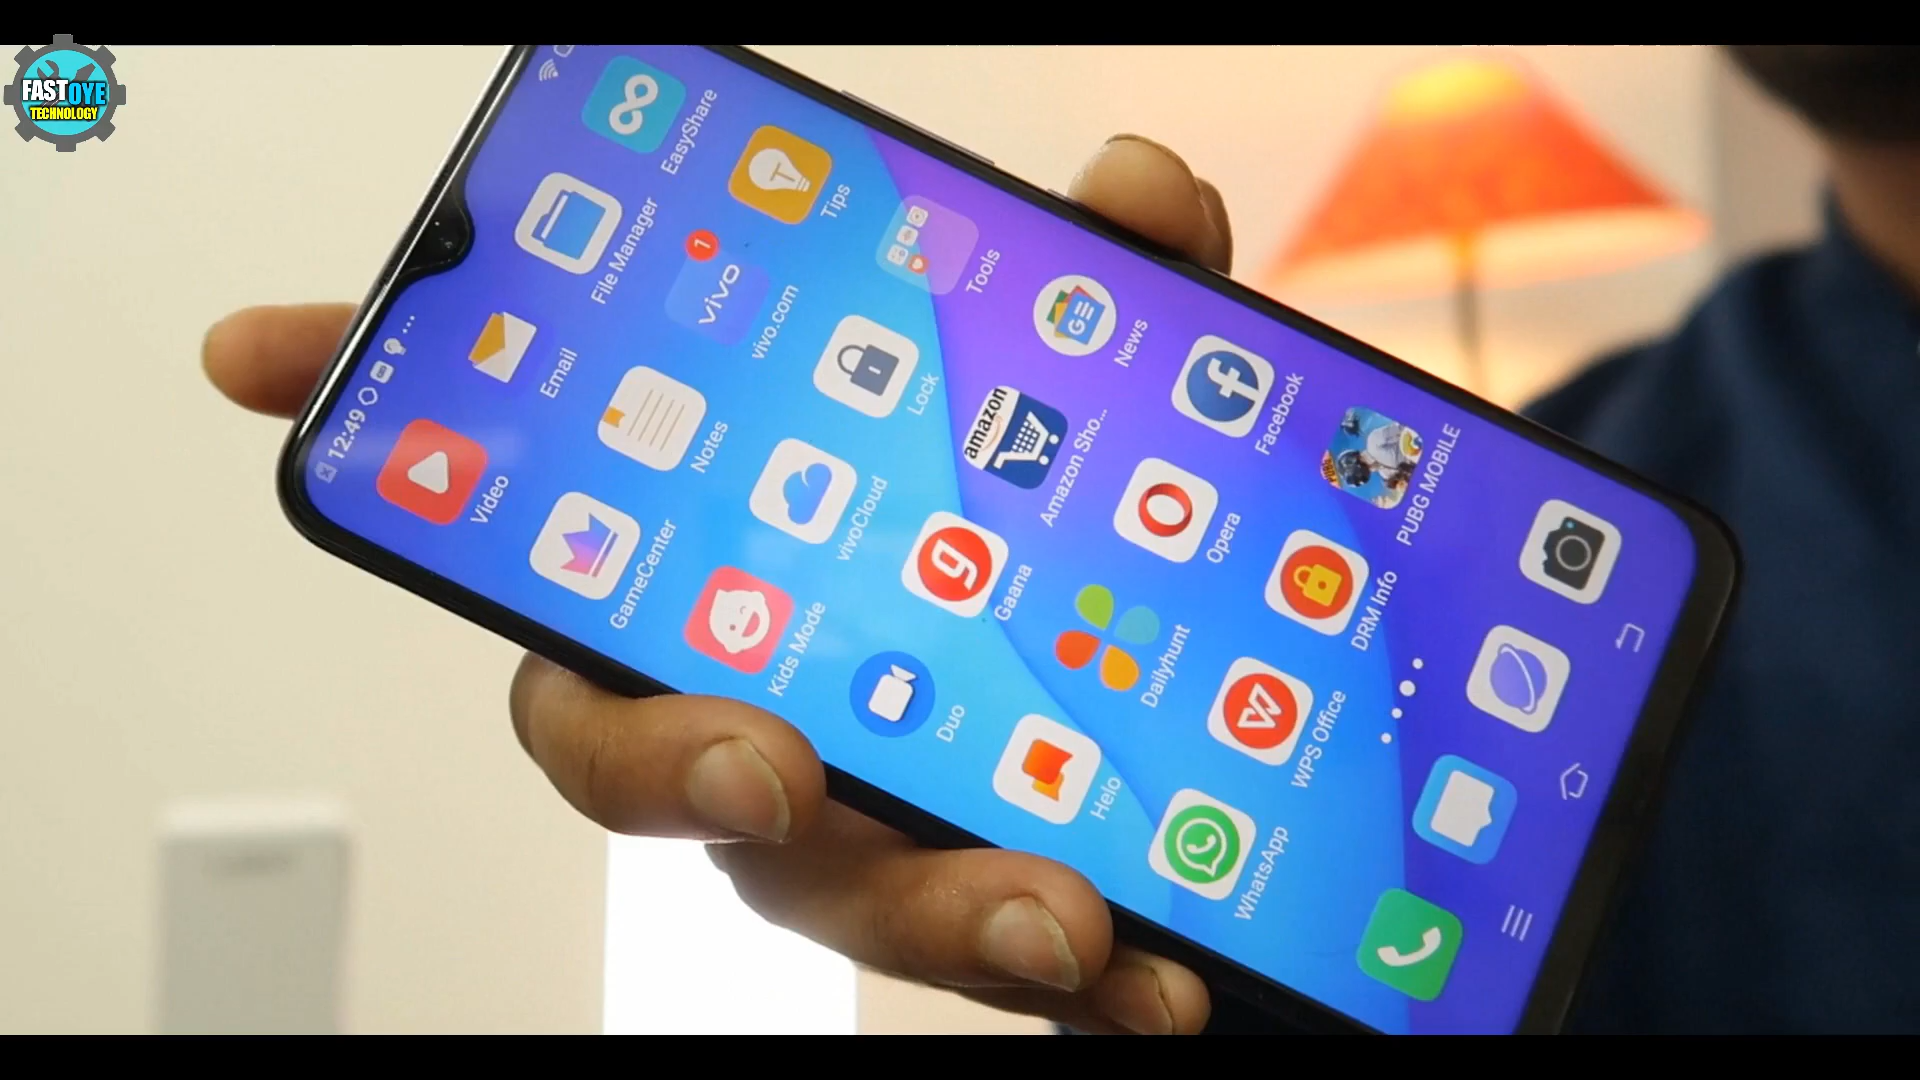 FAST OYE
TECHNOLOGY
12:49
Video
Email
File Manager
EasyShare
GameCenter
Notes
1
vivo
vivo.com
T
Tips
Kids Mode
vivoCloud
Lock
Tools
Duo
g
Gaana
amazon
Amazon Sho...
G
News
Helo
Dailyhunt
Opera
Facebook
WhatsApp
W
WPS Office
DRM Info
PUBG MOBILE